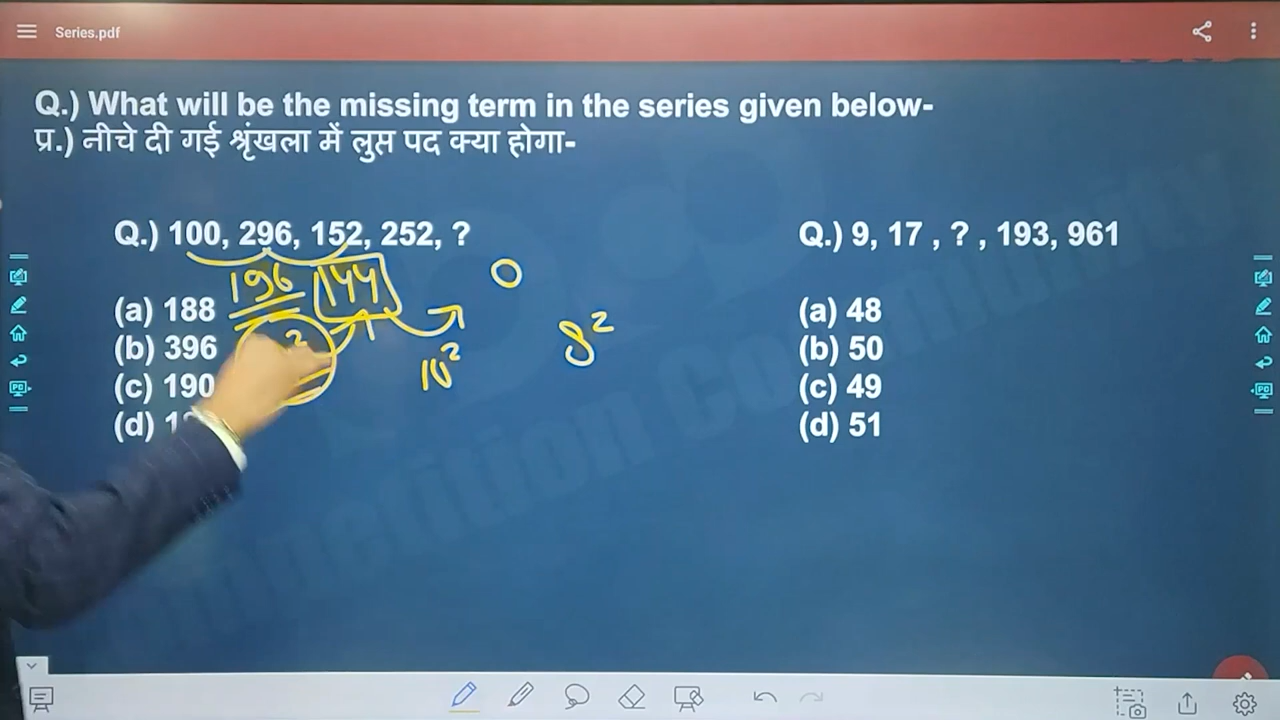 Series.pdf
Q.) What will be the missing term in the series given below-
प्र.) नीचे दी गई श्रृंखला में लुप्त पद क्या होगा-
Q.) 100, 296, 152, 252, ?
196 144
(a) 188
(b) 396
(c) 190
(d)
0
10²
8²
Q.) 9, 17 , ? , 193, 961
(a) 48
(b) 50
(c) 49
(d) 51